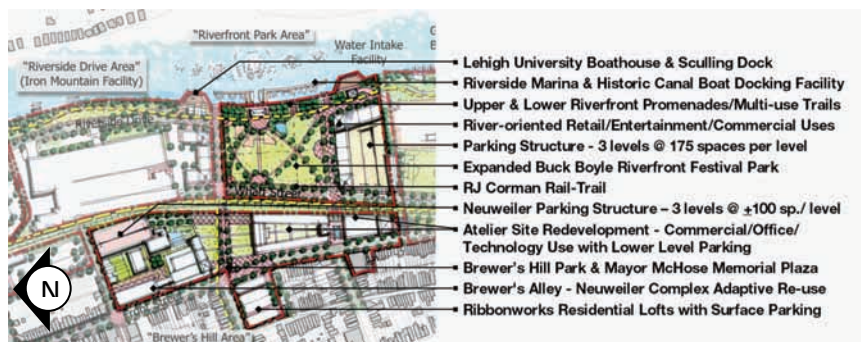 "Riverfront Park Area"
Water Intake
Facility
"Riverside Drive Area"
(Iron Mountain Facility)
N
"Brewer's Hill Area"
Lehigh University Boathouse & Sculling Dock
Riverside Marina & Historic Canal Boat Docking Facility
Upper & Lower Riverfront Promenades/Multi-use Trails
River-oriented Retail/Entertainment/Commercial Uses
Parking Structure - 3 levels @ 175 spaces per level
Expanded Buck Boyle Riverfront Festival Park
RJ Corman Rail-Trail
Neuweiler Parking Structure – 3 levels @ ±100 sp./ level
Atelier Site Redevelopment - Commercial/Office/
Technology Use with Lower Level Parking
Brewer's Hill Park & Mayor McHose Memorial Plaza
Brewer's Alley - Neuweiler Complex Adaptive Re-use
Ribbonworks Residential Lofts with Surface Parking